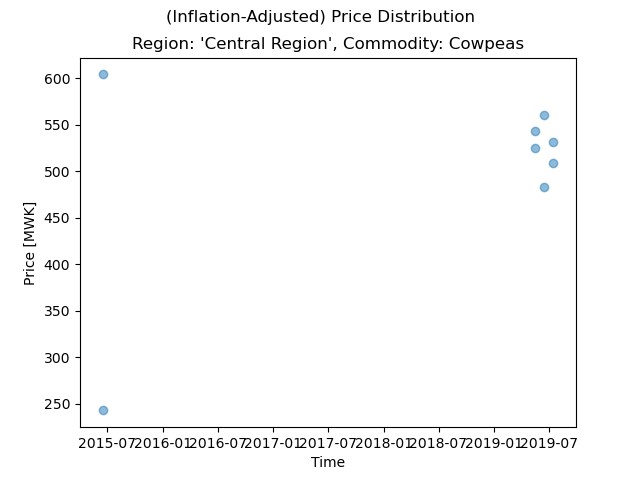 (Inflation-Adjusted) Price Distribution
Region: 'Central Region', Commodity: Cowpeas
600
550
500
450
400
350
300
250
Price [MWK]
2015-07 2016-01 2016-07 2017-01 2017-07 2018-01 2018-07 2019-01 2019-07
Time